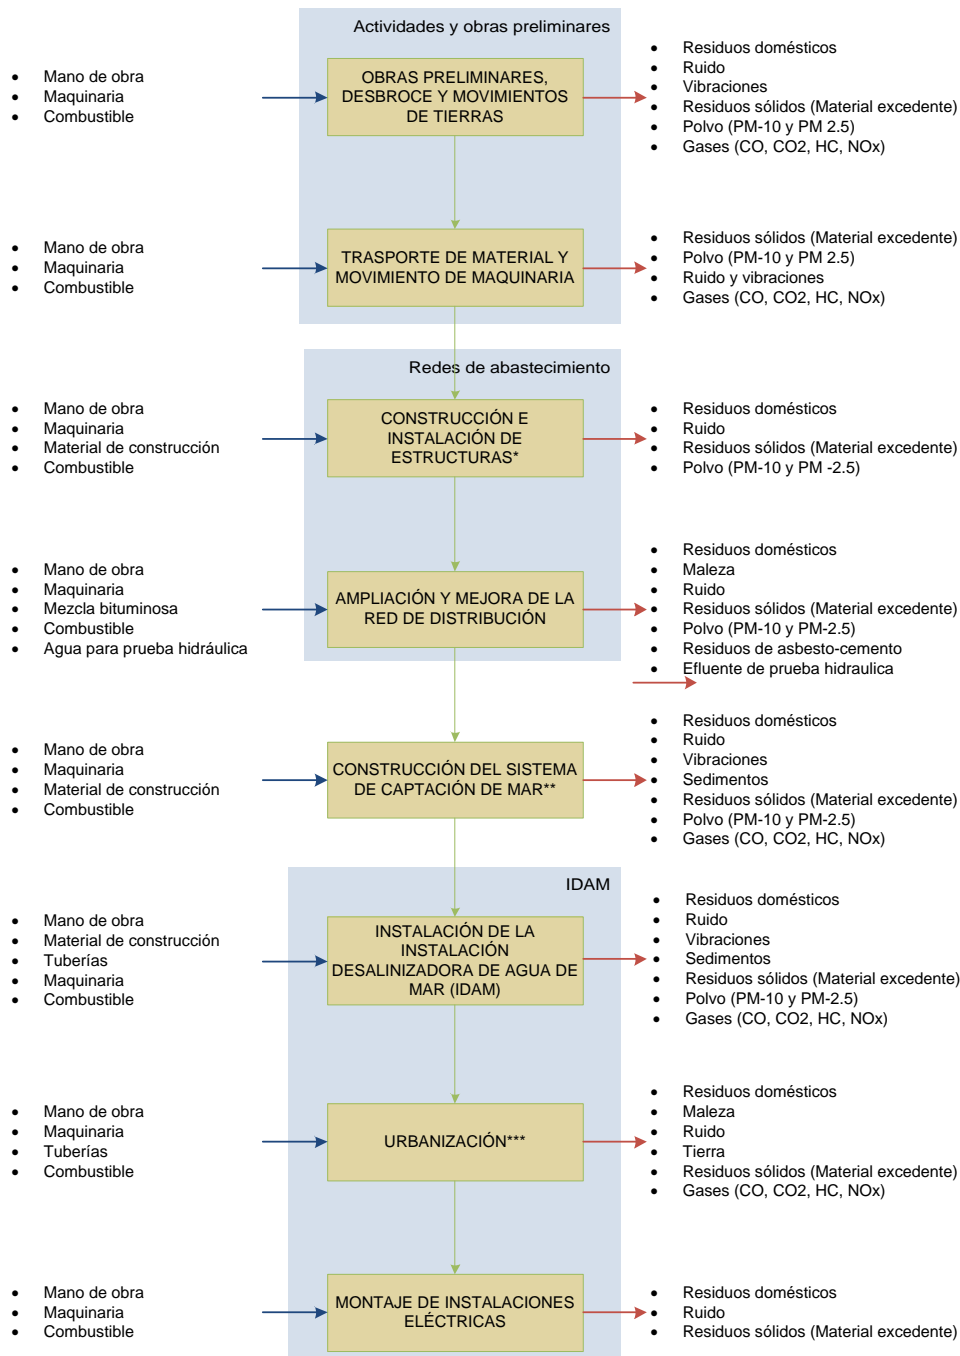 Actividades y obras preliminares
• Mano de obra
• Maquinaria
• Combustible
OBRAS PRELIMINARES,
DESBROCE Y MOVIMIENTOS
DE TIERRAS
• Residuos domésticos
• Ruido
• Vibraciones
• Residuos sólidos (Material excedente)
• Polvo (PM-10 y PM 2.5)
• Gases (CO, CO2, HC, NOx)
• Mano de obra
• Maquinaria
• Combustible
TRASPORTE DE MATERIAL Y
MOVIMIENTO DE MAQUINARIA
• Residuos sólidos (Material excedente)
• Polvo (PM-10 y PM 2.5)
• Ruido y vibraciones
• Gases (CO, CO2, HC, NOx)
Redes de abastecimiento
• Mano de obra
• Maquinaria
• Material de construcción
• Combustible
CONSTRUCCIÓN E
INSTALACIÓN DE
ESTRUCTURAS*
• Residuos domésticos
• Ruido
• Residuos sólidos (Material excedente)
• Polvo (PM-10 y PM -2.5)
• Mano de obra
• Maquinaria
• Mezcla bituminosa
• Combustible
• Agua para prueba hidráulica
AMPLIACIÓN Y MEJORA DE LA
RED DE DISTRIBUCIÓN
• Residuos domésticos
• Maleza
• Ruido
• Residuos sólidos (Material excedente)
• Polvo (PM-10 y PM-2.5)
• Residuos de asbesto-cemento
• Efluente de prueba hidraulica
• Mano de obra
• Maquinaria
• Material de construcción
• Combustible
CONSTRUCCIÓN DEL SISTEMA
DE CAPTACIÓN DE MAR**
• Residuos domésticos
• Ruido
• Vibraciones
• Sedimentos
• Residuos sólidos (Material excedente)
• Polvo (PM-10 y PM-2.5)
• Gases (CO, CO2, HC, NOx)
IDAM
• Mano de obra
• Material de construcción
• Tuberías
• Maquinaria
• Combustible
INSTALACIÓN DE LA
INSTALACIÓN
DESALINIZADORA DE AGUA DE
MAR (IDAM)
• Residuos domésticos
• Ruido
• Vibraciones
• Sedimentos
• Residuos sólidos (Material excedente)
• Polvo (PM-10 y PM-2.5)
• Gases (CO, CO2, HC, NOx)
• Mano de obra
• Maquinaria
• Tuberías
• Combustible
URBANIZACIÓN***
• Residuos domésticos
• Maleza
• Ruido
• Tierra
• Residuos sólidos (Material excedente)
• Gases (CO, CO2, HC, NOx)
• Mano de obra
• Maquinaria
• Combustible
MONTAJE DE INSTALACIONES
ELÉCTRICAS
• Residuos domésticos
• Ruido
• Residuos sólidos (Material excedente)